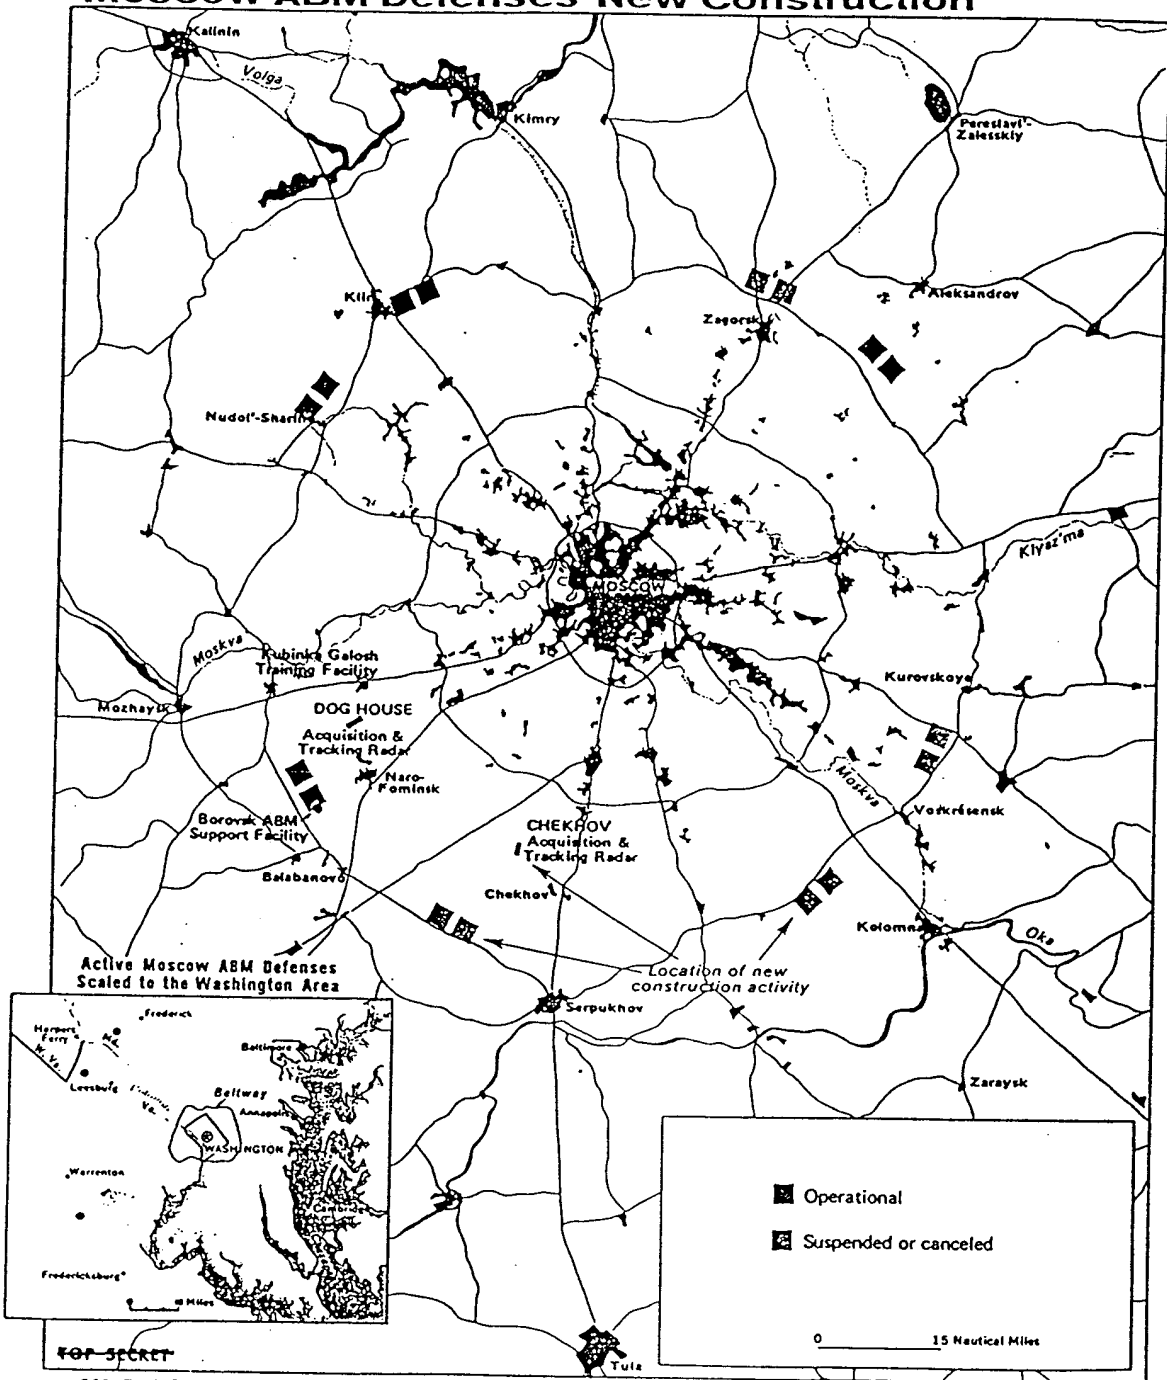 Moscow ABM Defenses New Construction
Kalinin
Volga
Kimry
Pereslavl'-
Zalesskiy
Klin
Aleksandrov
Zagorsk
Nudol'-Sharino
Klyaz'ma
MOSCOW
Moskva
Kubinka Galosh
Training Facility
Kurovskoye
Mozhaysk
DOG HOUSE
Acquisition &
Tracking Radar
Naro-
Fominsk
Moskva
Borovsk ABM
Support Facility
Voskresensk
CHEKHOV
Acquisition &
Tracking Radar
Balabanovo
Chekhov
Kolomna
Oka
Active Moscow ABM Defenses
Scaled to the Washington Area
Location of new
construction activity
Serpukhov
Frederick
Harpers
Ferry
Md.
W. Va.
Baltimore
Leesburg
Va.
Beltway
Annapolis
WASHINGTON
Zaraysk
Warrenton
Cambridge
Operational
Suspended or canceled
Fredericksburg
Miles
0 15 Nautical Miles
TOP SECRET
Tula